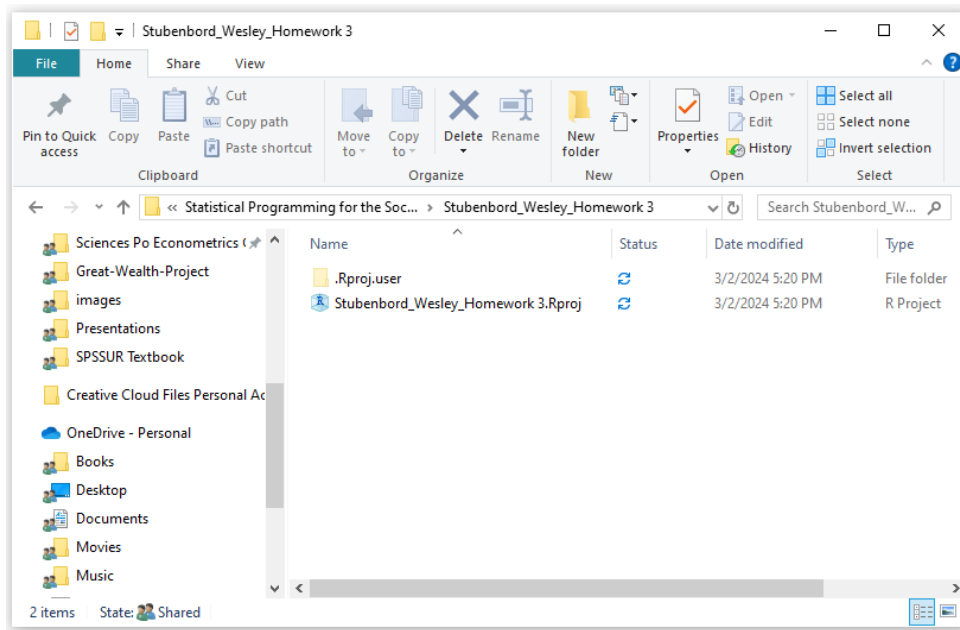 Stubenbord_Wesley_Homework 3
File Home Share View
Pin to Quick access
Copy
Paste
Cut
Copy path
Paste shortcut
Clipboard
Move to
Copy to
Delete
Rename
Organize
New folder
New
Properties
Open
Edit
History
Open
Select all
Select none
Invert selection
Select
« Statistical Programming for the Soc... › Stubenbord_Wesley_Homework 3
Search Stubenbord_W...
Sciences Po Econometrics (
Great-Wealth-Project
images
Presentations
SPSSUR Textbook
Creative Cloud Files Personal Ac
OneDrive - Personal
Books
Desktop
Documents
Movies
Music
Name Status Date modified Type
.Rproj.user 3/2/2024 5:20 PM File folder
Stubenbord_Wesley_Homework 3.Rproj 3/2/2024 5:20 PM R Project
2 items State: Shared